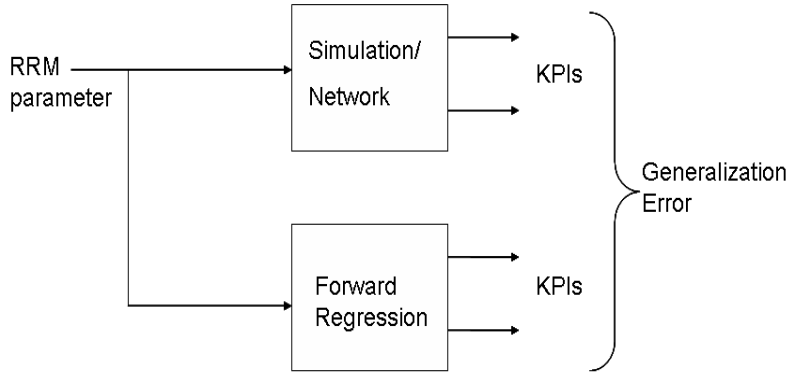 RRM
parameter
Simulation/
Network
KPIs
Generalization
Error
Forward
Regression
KPIs